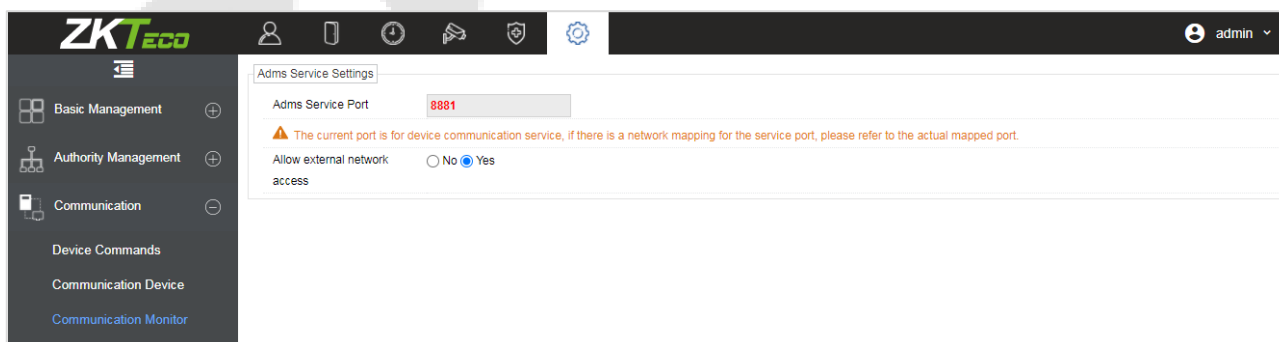 ZKTECO
admin
Adms Service Settings
Basic Management
Authority Management
Communication
Device Commands
Communication Device
Communication Monitor
Adms Service Port 8881
The current port is for device communication service, if there is a network mapping for the service port, please refer to the actual mapped port.
Allow external network
access
No Yes